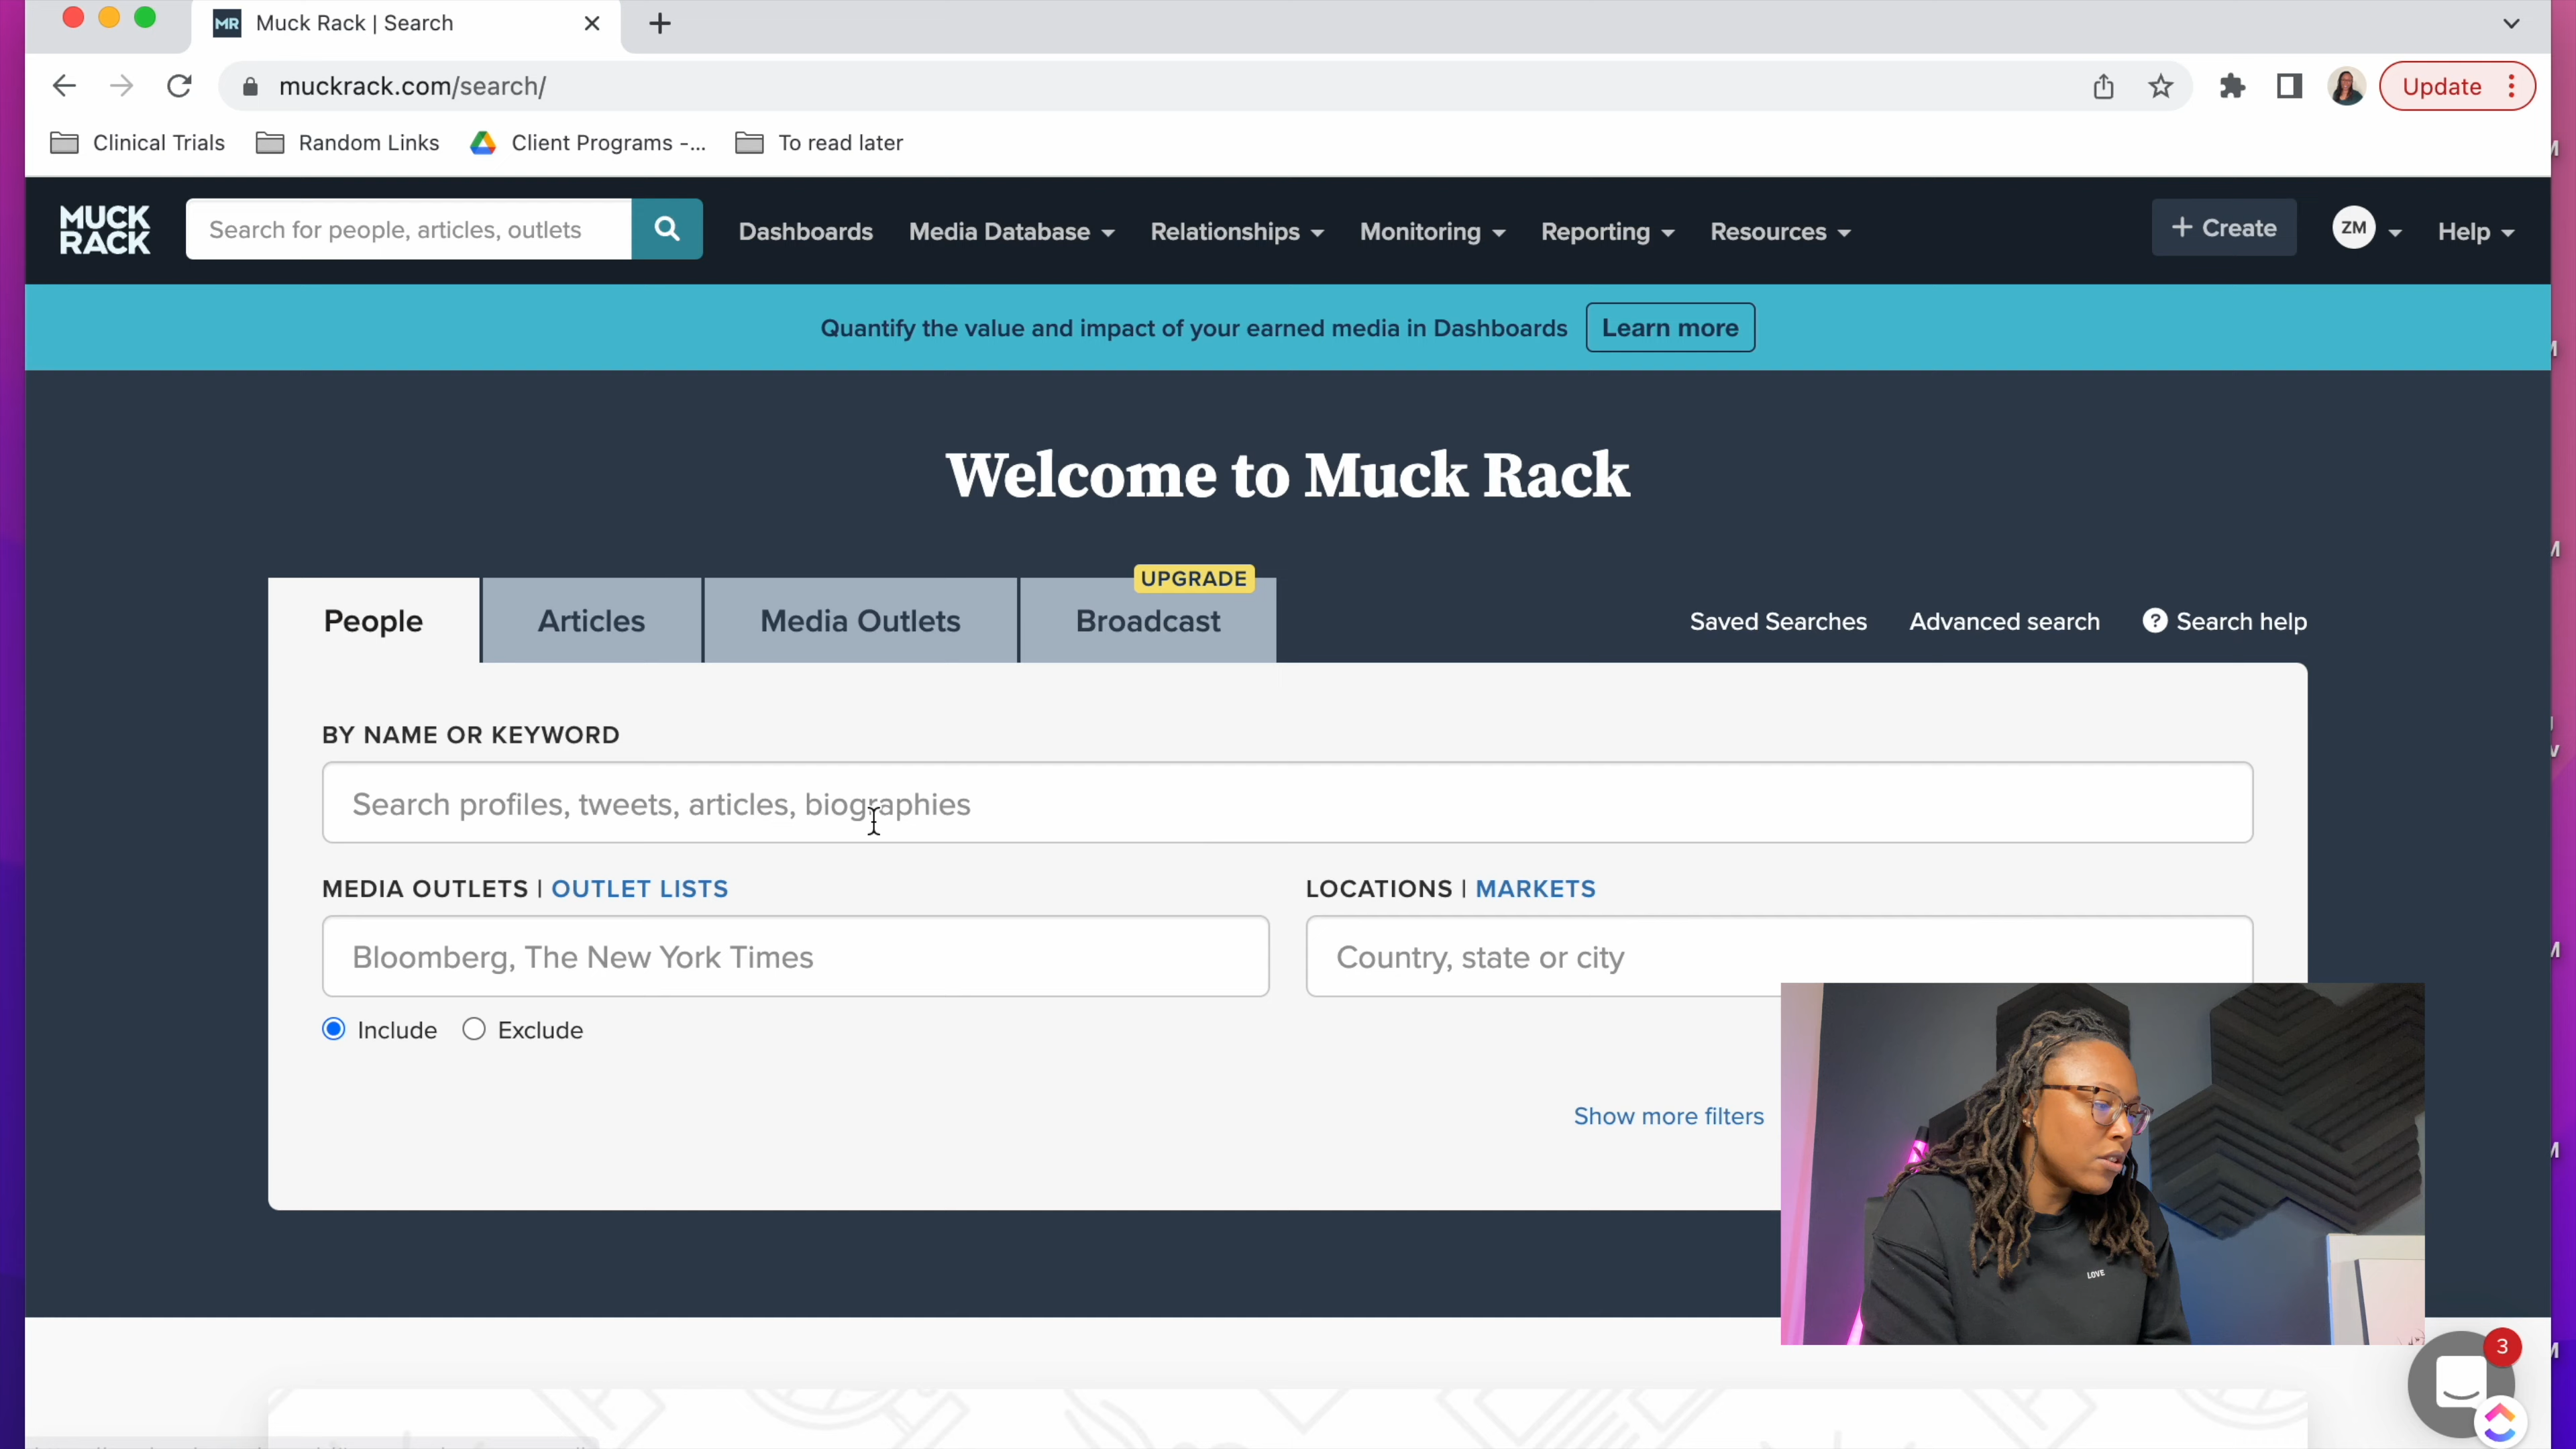 MR Muck Rack | Search
muckrack.com/search/
Update
Clinical Trials Random Links Client Programs -... To read later
MUCK RACK
Search for people, articles, outlets
Dashboards Media Database Relationships Monitoring Reporting Resources
+ Create ZM Help
Quantify the value and impact of your earned media in Dashboards Learn more
Welcome to Muck Rack
UPGRADE
People Articles Media Outlets Broadcast
Saved Searches Advanced search ? Search help
BY NAME OR KEYWORD
Search profiles, tweets, articles, biographies
MEDIA OUTLETS | OUTLET LISTS
LOCATIONS | MARKETS
Bloomberg, The New York Times
Country, state or city
Include Exclude
Show more filters
LOVE
3